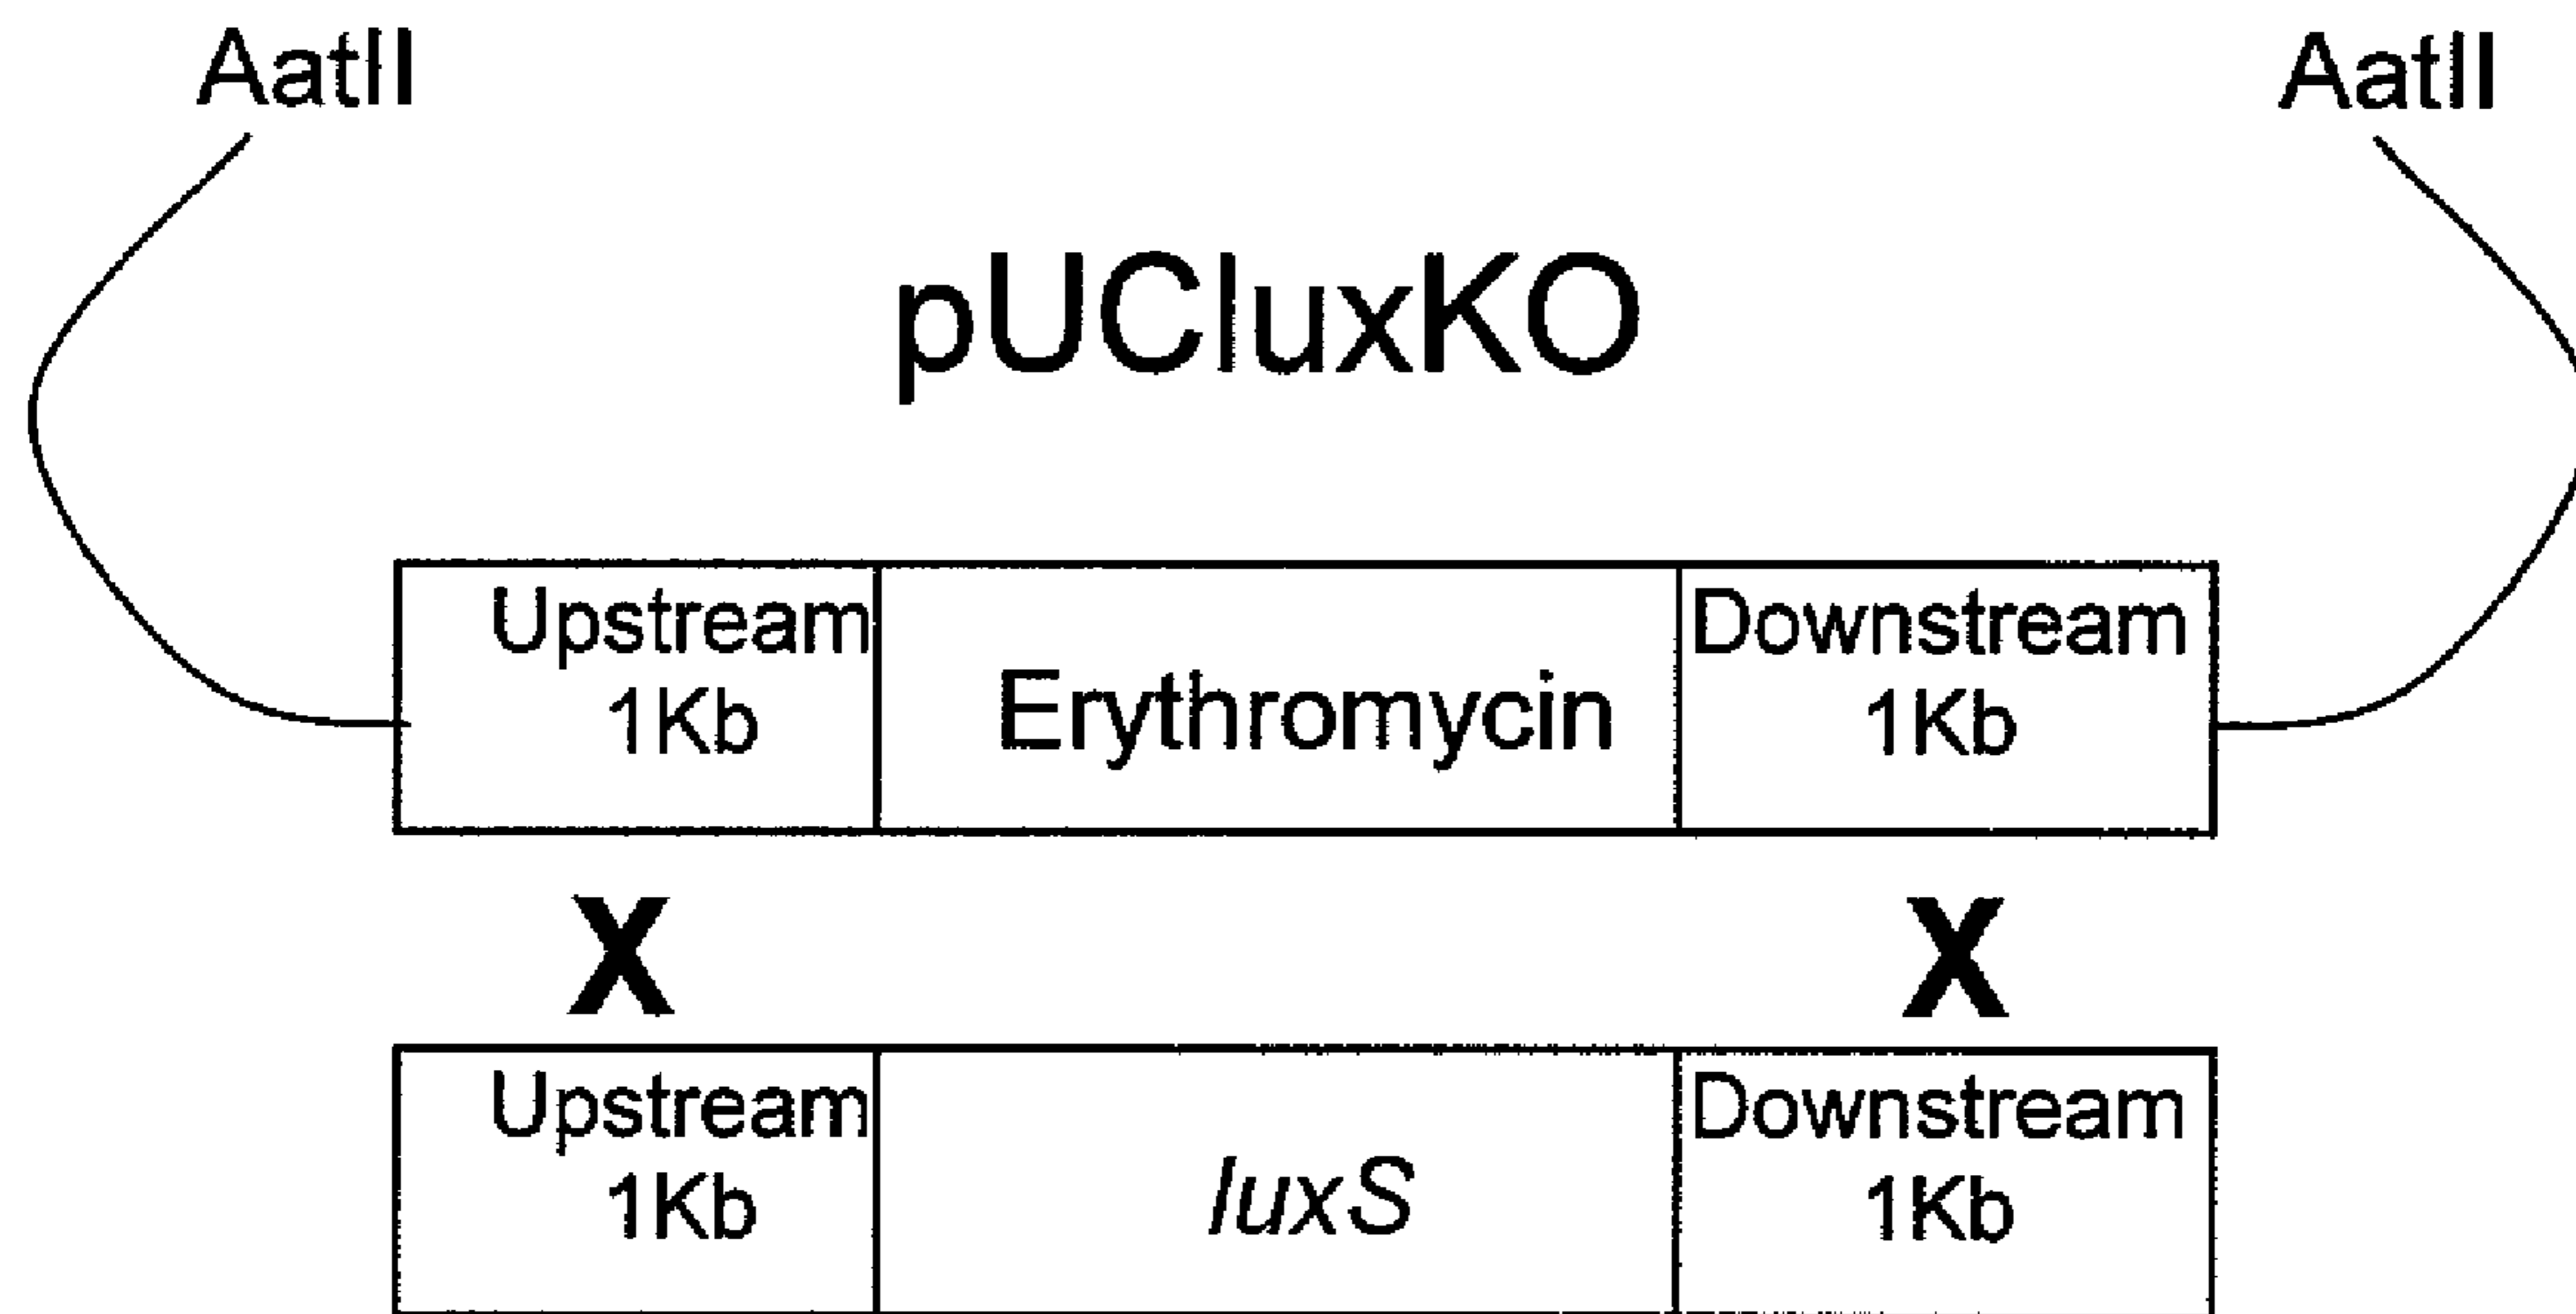 AatII AatII
pUCluxKO
Upstream Downstream
1Kb Erythromycin 1Kb
X X
Upstream Downstream
1Kb luxS 1Kb